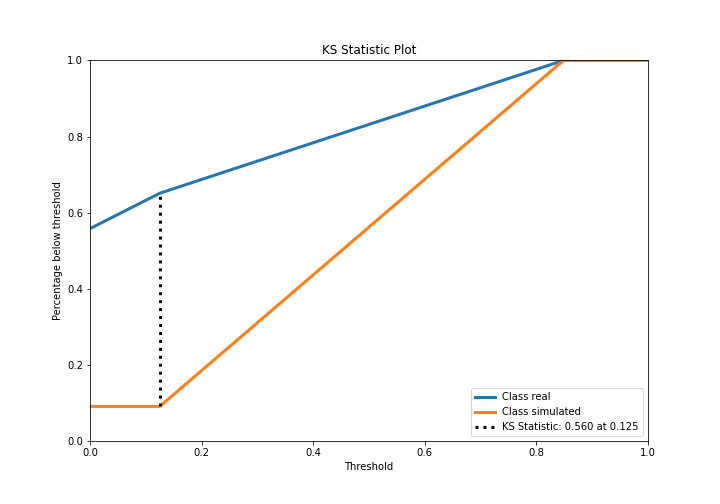 KS Statistic Plot
1.0
0.8
0.6
0.4
0.2
0.0
Percentage below threshold
0.0 0.2 0.4 0.6 0.8 1.0
Threshold
Class real
Class simulated
KS Statistic: 0.560 at 0.125